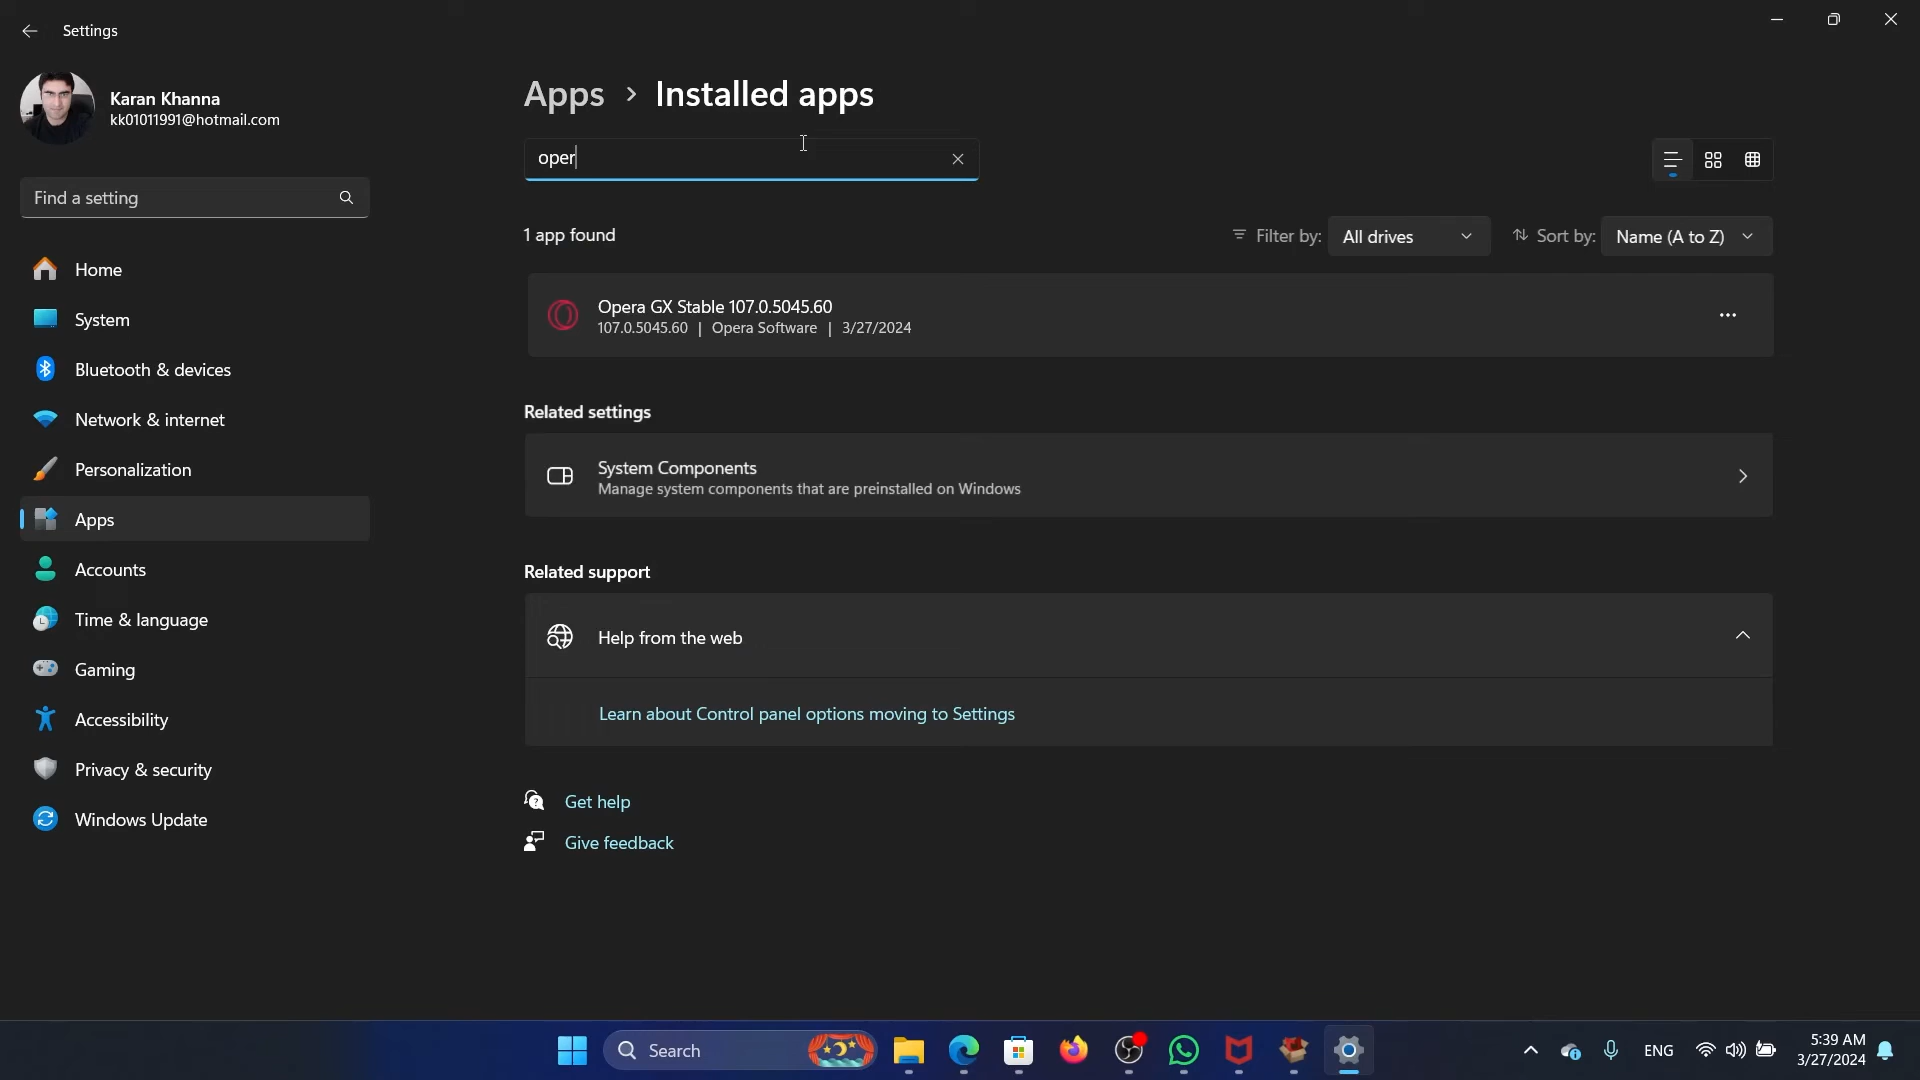 Settings
Karan Khanna
kk01011991@hotmail.com
Find a setting
Home
System
Bluetooth & devices
Network & internet
Personalization
Apps
Accounts
Time & language
Gaming
Accessibility
Privacy & security
Windows Update
Apps > Installed apps
oper
1 app found
Filter by: All drives
Sort by: Name (A to Z)
Opera GX Stable 107.0.5045.60
107.0.5045.60 | Opera Software | 3/27/2024
Related settings
System Components
Manage system components that are preinstalled on Windows
Related support
Help from the web
Learn about Control panel options moving to Settings
Get help
Give feedback
Search
ENG
5:39 AM
3/27/2024